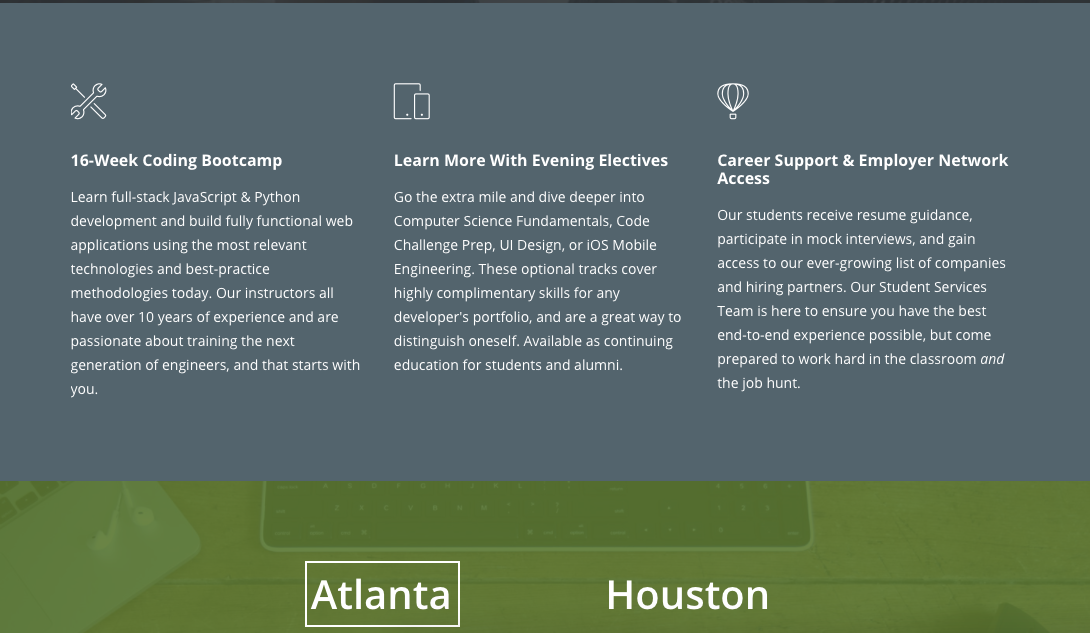 16-Week Coding Bootcamp
Learn full-stack JavaScript & Python
development and build fully functional web
applications using the most relevant
technologies and best-practice
methodologies today. Our instructors all
have over 10 years of experience and are
passionate about training the next
generation of engineers, and that starts with
you.
Learn More With Evening Electives
Go the extra mile and dive deeper into
Computer Science Fundamentals, Code
Challenge Prep, UI Design, or iOS Mobile
Engineering. These optional tracks cover
highly complimentary skills for any
developer's portfolio, and are a great way to
distinguish oneself. Available as continuing
education for students and alumni.
Career Support & Employer Network
Access
Our students receive resume guidance,
participate in mock interviews, and gain
access to our ever-growing list of companies
and hiring partners. Our Student Services
Team is here to ensure you have the best
end-to-end experience possible, but come
prepared to work hard in the classroom and
the job hunt.
Atlanta
Houston